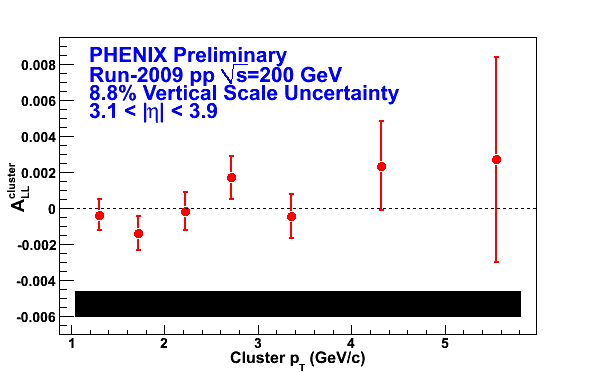 PHENIX Preliminary
Run-2009 pp √s=200 GeV
8.8% Vertical Scale Uncertainty
3.1 < |η| < 3.9
0.008
0.006
0.004
0.002
0
-0.002
-0.004
-0.006
A_LL^cluster
1 2 3 4 5
Cluster p_T (GeV/c)